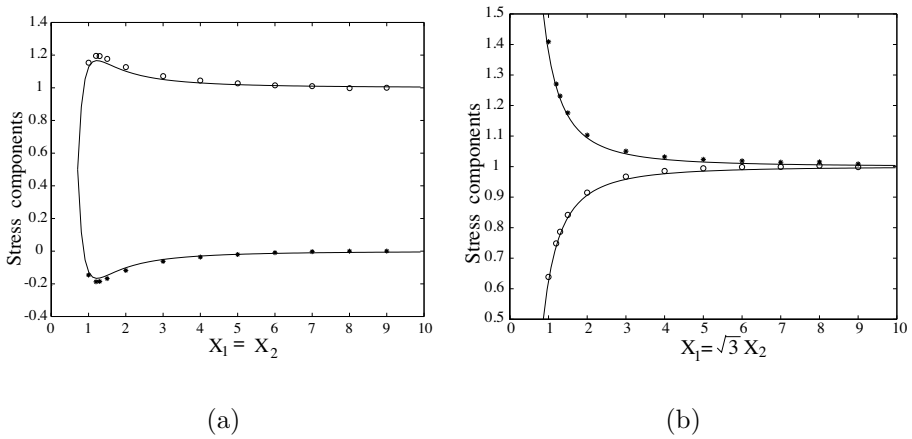 1.4
1.2
1
0.8
0.6
0.4
0.2
0
-0.2
-0.4
Stress components
0 1 2 3 4 5 6 7 8 9 10
X₁ = X₂
(a)
1.5
1.4
1.3
1.2
1.1
1.0
0.9
0.8
0.7
0.6
0.5
Stress components
0 1 2 3 4 5 6 7 8 9 10
X₁=√3 X₂
(b)